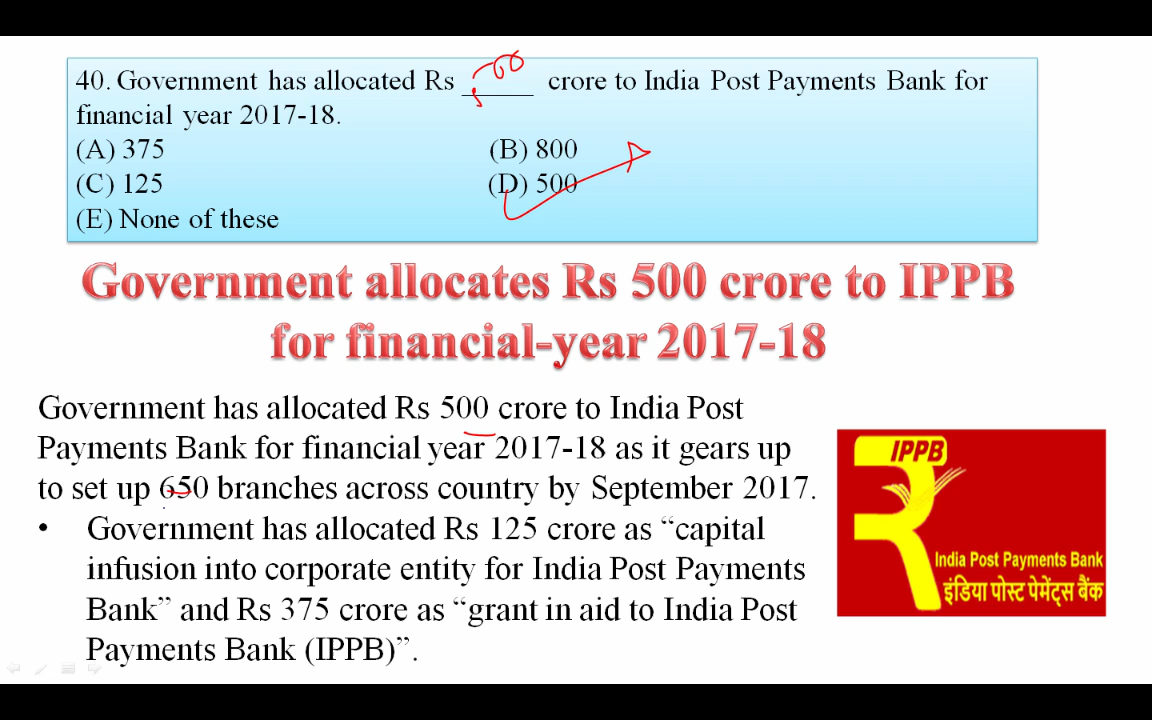 40. Government has allocated Rs 500 crore to India Post Payments Bank for
financial year 2017-18.
(A) 375 (B) 800
(C) 125 (D) 500
(E) None of these
Government allocates Rs 500 crore to IPPB
for financial-year 2017-18
Government has allocated Rs 500 crore to India Post
Payments Bank for financial year 2017-18 as it gears up
to set up 650 branches across country by September 2017.
• Government has allocated Rs 125 crore as “capital
infusion into corporate entity for India Post Payments
Bank” and Rs 375 crore as “grant in aid to India Post
Payments Bank (IPPB)”.
IPPB
India Post Payments Bank
इंडिया पोस्ट पेमेंट्स बैंक